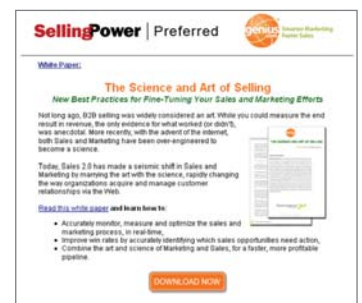 SellingPower | Preferred
genius Smarter Marketing
Faster Sales
White Paper:
The Science and Art of Selling
New Best Practices for Fine-Tuning Your Sales and Marketing Efforts
Not long ago, B2B selling was widely considered an art. While you could measure the end
result in revenue, the only evidence for what worked (or didn't),
was anecdotal. More recently, with the advent of the internet,
both Sales and Marketing have been over-engineered to
become a science.
Today, Sales 2.0 has made a seismic shift in Sales and
Marketing by marrying the art with the science, rapidly changing
the way organizations acquire and manage customer
relationships via the Web.
Read this white paper and learn how to:
• Accurately monitor, measure and optimize the sales and
marketing process, in real-time,
• Improve win rates by accurately identifying which sales opportunities need action,
• Combine the art and science of Marketing and Sales, for a faster, more profitable
pipeline.
DOWNLOAD NOW